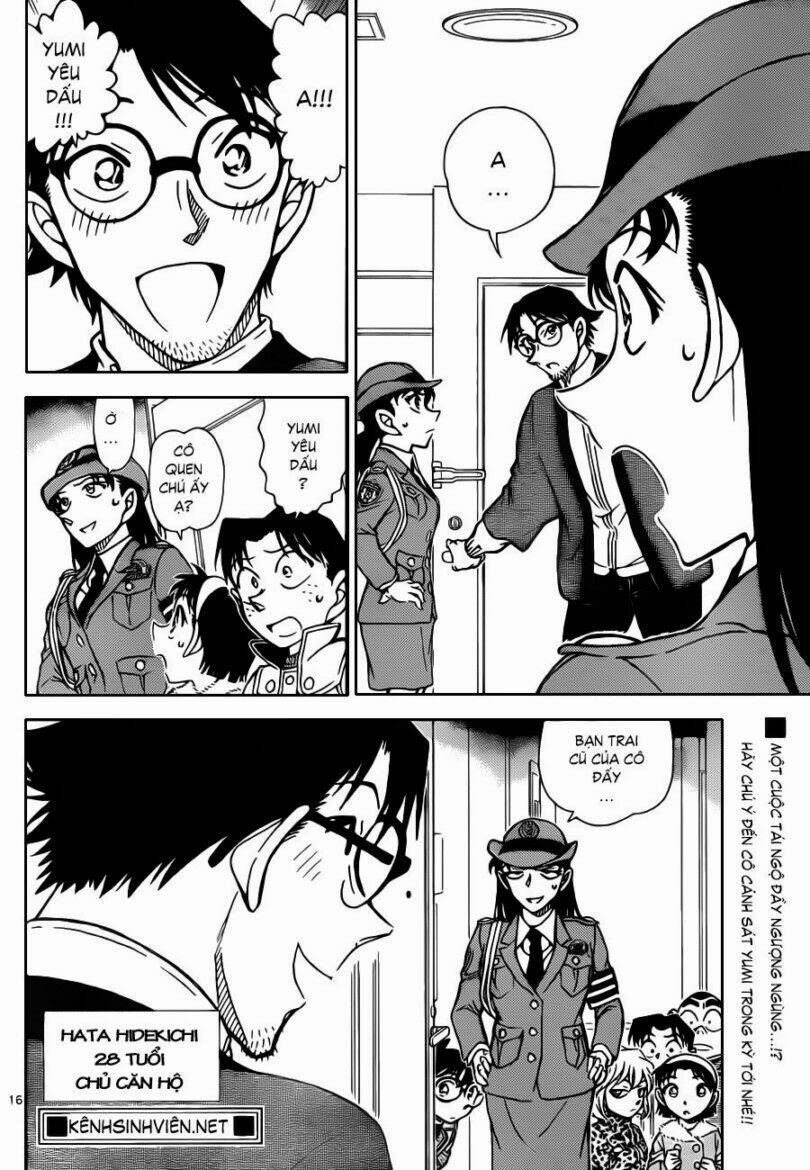 A
...
A!!!
YUMI
YÊU
DẤU
!!!
YUMI
YÊU
DẤU
?
CÔ
QUEN
CHÚ ẤY
Ạ?
Ờ
...
BẠN TRAI
CŨ CỦA CÔ
ĐẤY
...
MỘT CUỘC TÁI NGỘ ĐẦY NGƯỢNG NGÙNG...!?
HÃY CHÚ Ý ĐẾN CÔ CẢNH SÁT YUMI TRONG KỲ TỚI NHÉ!!
HATA HIDEKICHI
28 TUỔI
CHỦ CĂN HỘ
KÊNHSINHVIÊN.NET
16